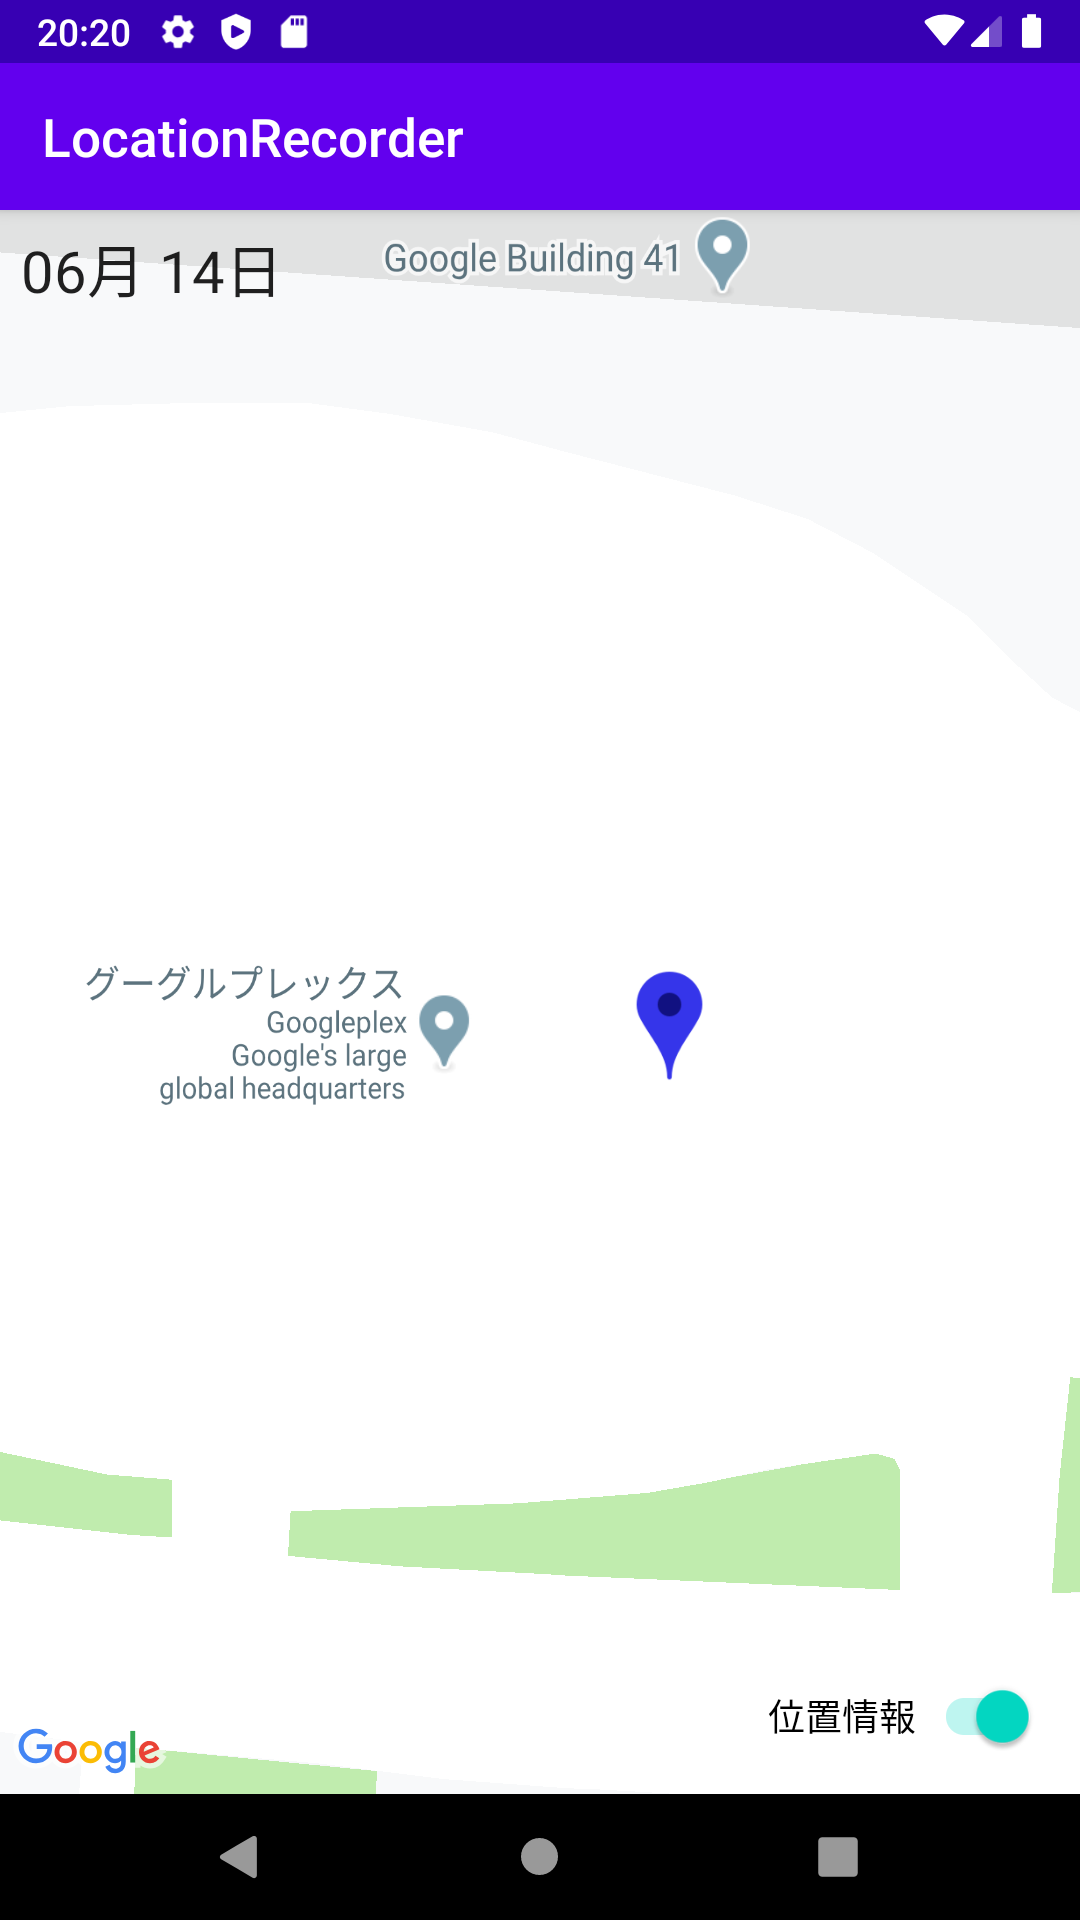 20:20
LocationRecorder
06月 14日
Google Building 41
グーグルプレックス
Googleplex
Google's large
global headquarters
位置情報
Google